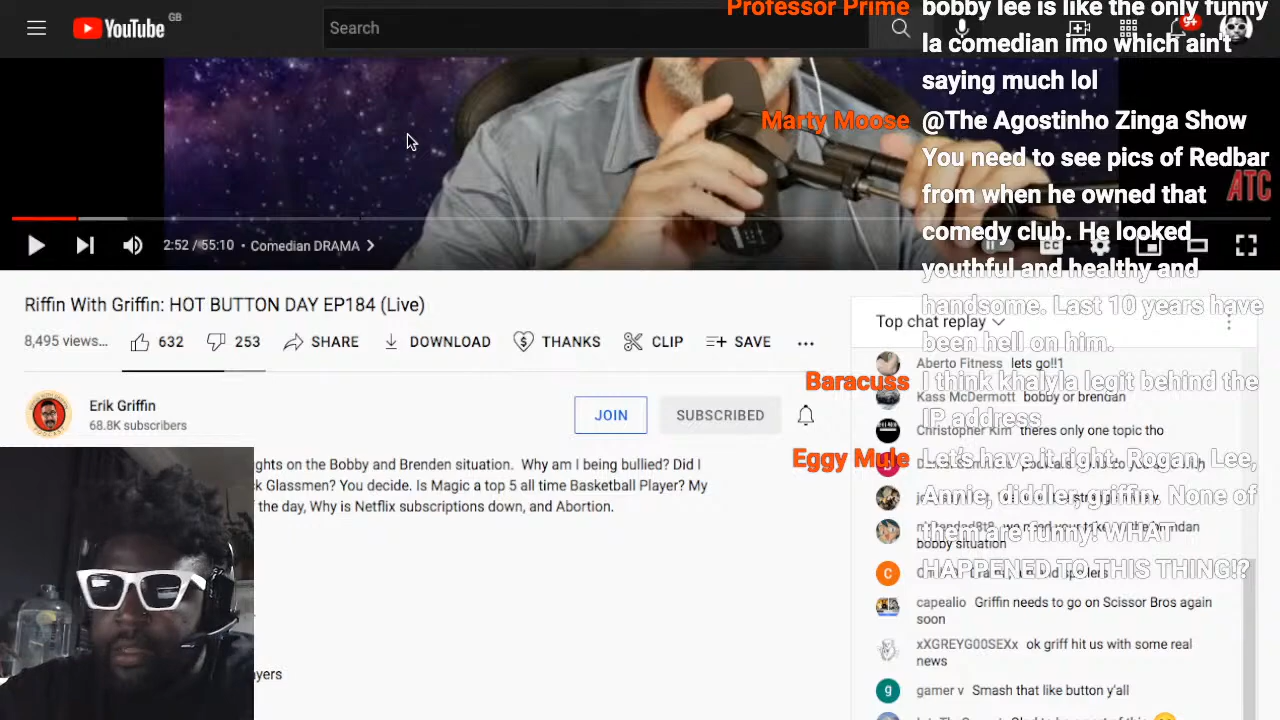 YouTube
GB
Search
9+
Professor Prime
bobby lee is like the only funny
la comedian imo which ain't
saying much lol
Marty Moose
@The Agostinho Zinga Show
You need to see pics of Redbar
from when he owned that
comedy club. He looked
youthful and healthy and
handsome. Last 10 years have
been hell on him.
ATC
2:52 / 55:10 • Comedian DRAMA
CC
Riffin With Griffin: HOT BUTTON DAY EP184 (Live)
8,495 views...
632
253
SHARE
DOWNLOAD
THANKS
CLIP
SAVE
Top chat replay
Aberto Fitness lets go!!1
Baracuss
I think khalyla legit behind the
IP address
Kass McDermott bobby or brendan
Christopher Kim theres only one topic tho
Erik Griffin
68.8K subscribers
JOIN
SUBSCRIBED
Eggy Mule
Let's have it right. Rogan, Lee,
Annie, diddler, griffin. None of
them are funny! WHAT
HAPPENED TO THIS THING!?
ghts on the Bobby and Brenden situation. Why am I being bullied? Did I
k Glassmen? You decide. Is Magic a top 5 all time Basketball Player? My
f the day, Why is Netflix subscriptions down, and Abortion.
bobby situation
C
capealio Griffin needs to go on Scissor Bros again
soon
xXGREYG00SEXx ok griff hit us with some real
news
g
gamer v Smash that like button y'all
ayers